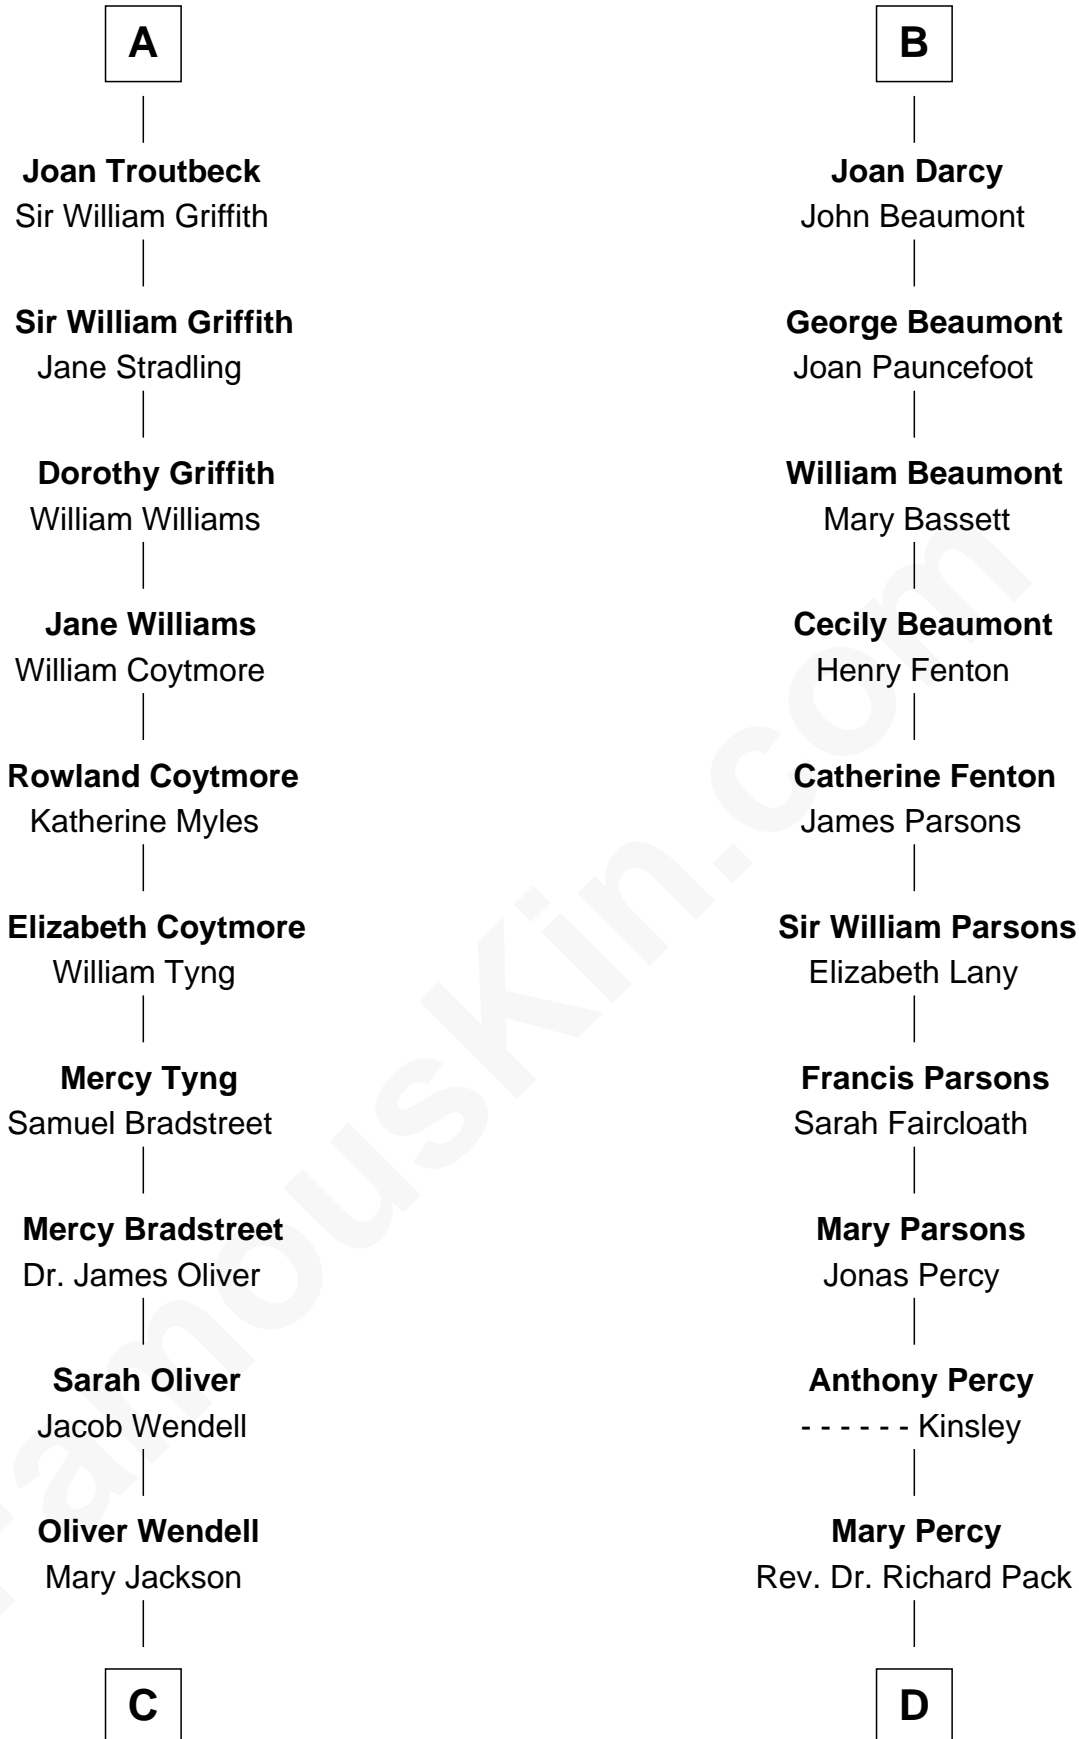 A
Joan Troutbeck
Sir William Griffith
Sir William Griffith
Jane Stradling
Dorothy Griffith
William Williams
Jane Williams
William Coytmore
Rowland Coytmore
Katherine Myles
Elizabeth Coytmore
William Tyng
Mercy Tyng
Samuel Bradstreet
Mercy Bradstreet
Dr. James Oliver
Sarah Oliver
Jacob Wendell
Oliver Wendell
Mary Jackson
C
B
Joan Darcy
John Beaumont
George Beaumont
Joan Pauncefoot
William Beaumont
Mary Bassett
Cecily Beaumont
Henry Fenton
Catherine Fenton
James Parsons
Sir William Parsons
Elizabeth Lany
Francis Parsons
Sarah Faircloath
Mary Parsons
Jonas Percy
Anthony Percy
- - - - - - Kinsley
Mary Percy
Rev. Dr. Richard Pack
D
FamousKin.com